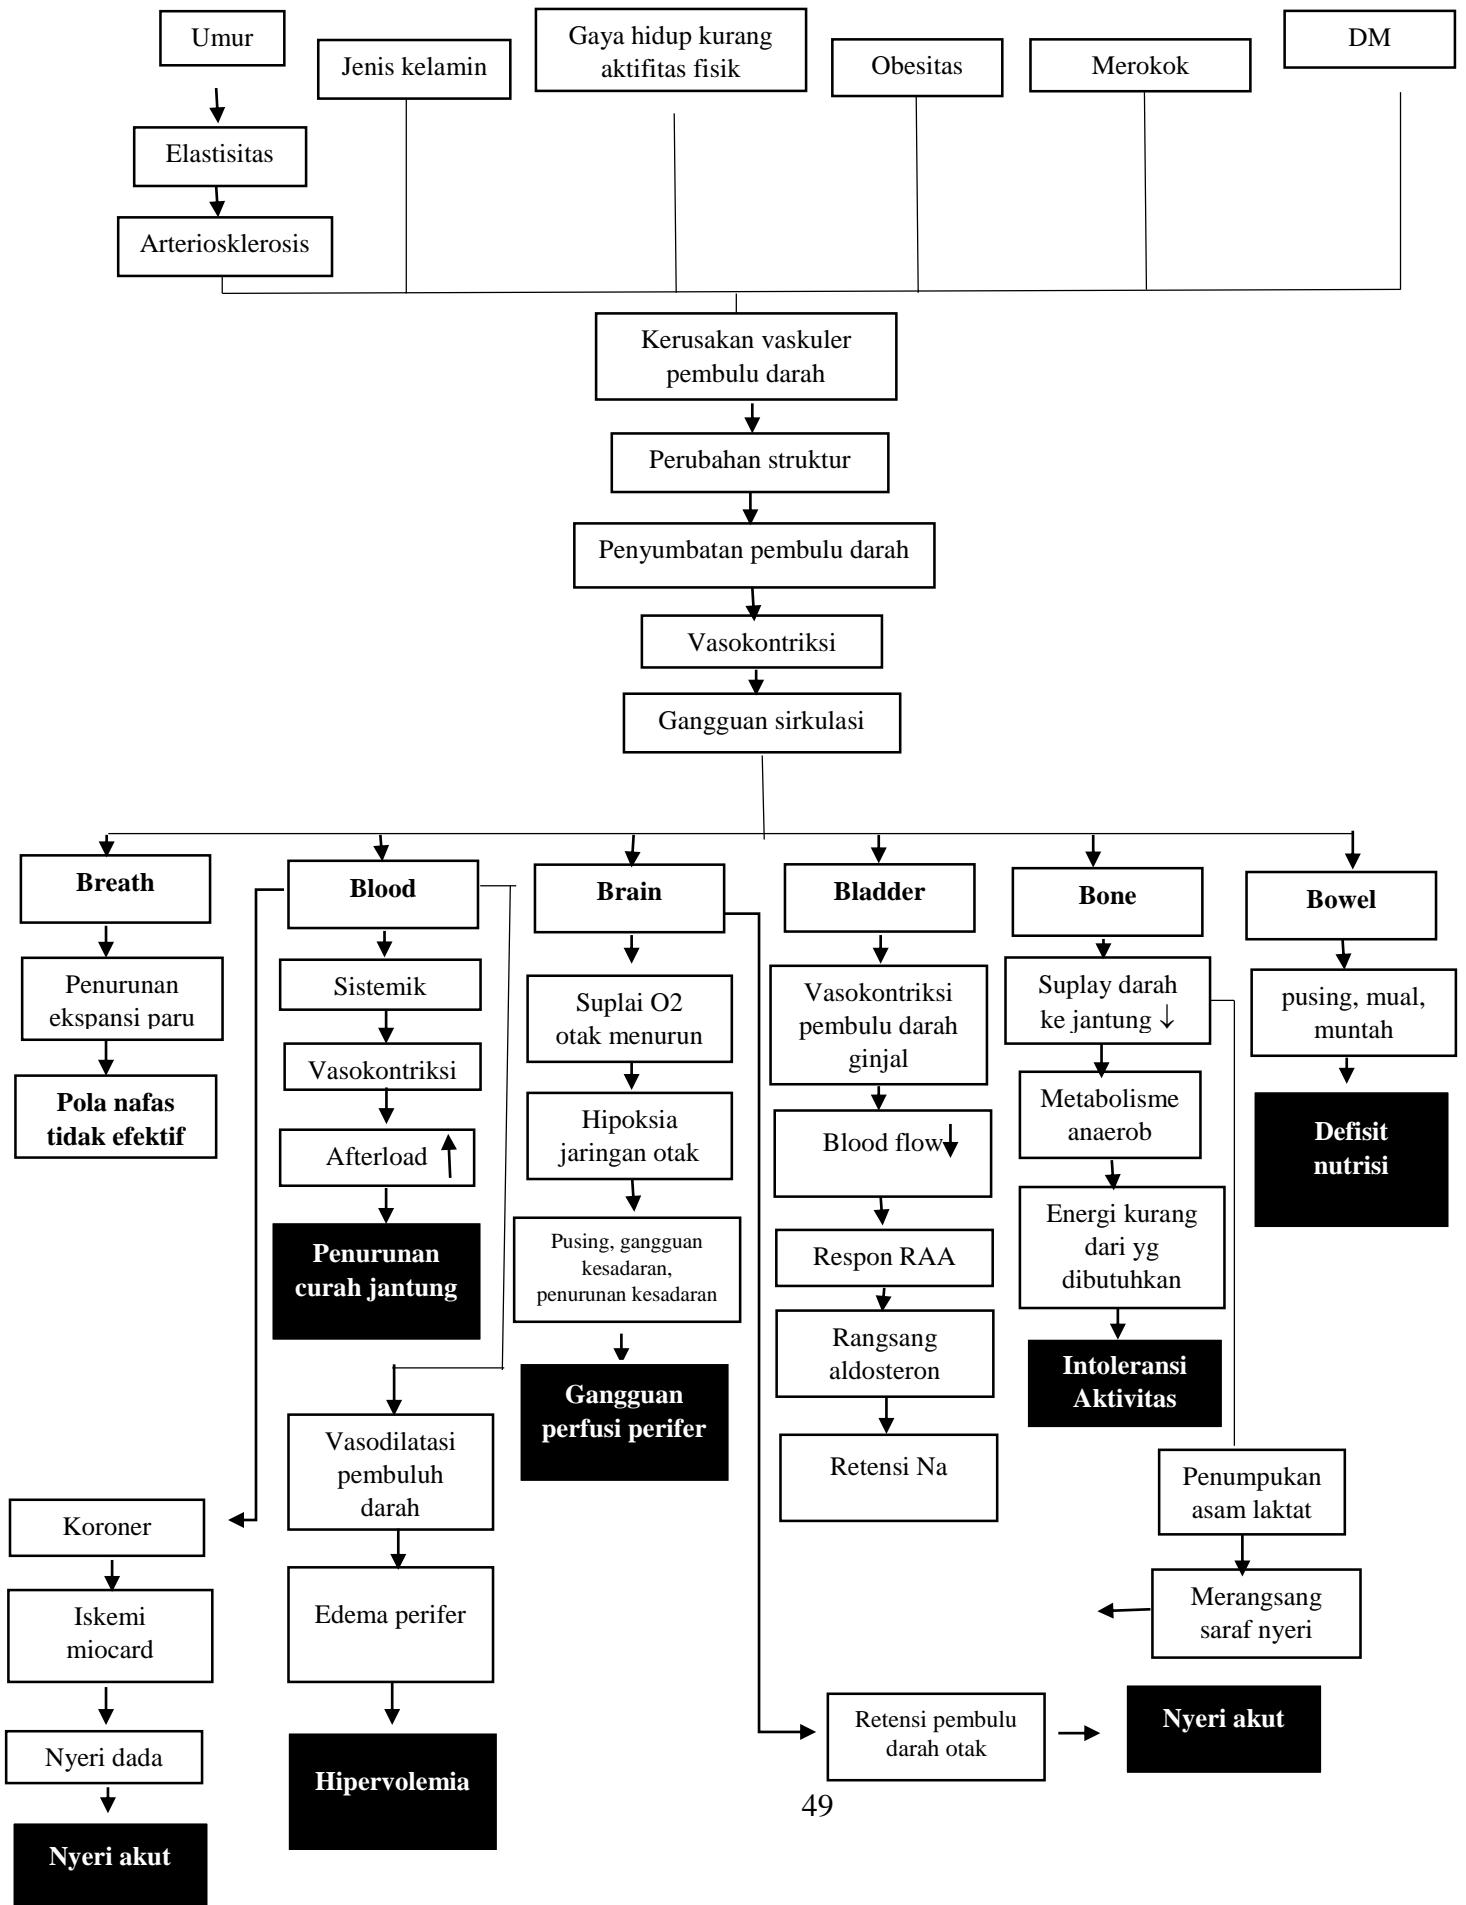 Umur
Jenis kelamin
Gaya hidup kurang
aktifitas fisik
Obesitas
Merokok
DM
Elastisitas
Arteriosklerosis
Kerusakan vaskuler
pembulu darah
Perubahan struktur
Penyumbatan pembulu darah
Vasokontriksi
Gangguan sirkulasi
Breath
Penurunan
ekspansi paru
Pola nafas
tidak efektif
Blood
Sistemik
Vasokontriksi
Afterload ↑
Penurunan
curah jantung
Vasodilatasi
pembuluh
darah
Edema perifer
Hipervolemia
Koroner
Iskemi
miocard
Nyeri dada
Nyeri akut
Brain
Suplai O2
otak menurun
Hipoksia
jaringan otak
Pusing, gangguan
kesadaran,
penurunan kesadaran
Gangguan
perfusi perifer
Retensi pembulu
darah otak
Nyeri akut
Bladder
Vasokontriksi
pembulu darah
ginjal
Blood flow ↓
Respon RAA
Rangsang
aldosteron
Retensi Na
Bone
Suplay darah
ke jantung ↓
Metabolisme
anaerob
Energi kurang
dari yg
dibutuhkan
Intoleransi
Aktivitas
Penumpukan
asam laktat
Merangsang
saraf nyeri
Bowel
pusing, mual,
muntah
Defisit
nutrisi
49